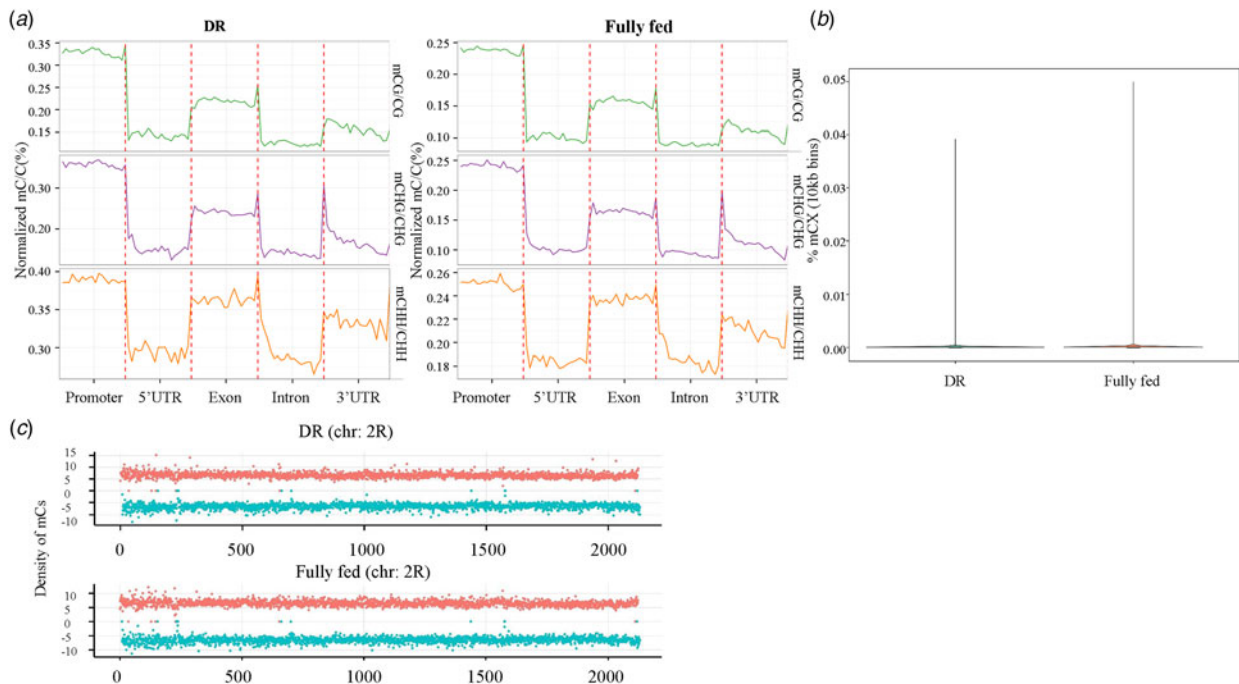 (a)
DR
Fully fed
Normalized mC/C(%)
0.35
0.30
0.25
0.20
0.15
mCG/CG
0.30
0.20
mCHG/CHG
0.40
0.35
0.30
mCHH/CHH
Promoter 5'UTR Exon Intron 3'UTR
Normalized mC/C(%)
0.25
0.20
0.15
0.10
mCG/CG
0.25
0.20
0.15
0.10
mCHG/CHG
0.26
0.24
0.22
0.20
0.18
mCHH/CHH
Promoter 5'UTR Exon Intron 3'UTR
(b)
% mCX (10kb bins)
0.05
0.04
0.03
0.02
0.01
0.00
DR Fully fed
(c)
Density of mCs
DR (chr: 2R)
15
10
5
0
-5
-10
0 500 1000 1500 2000
Fully fed (chr: 2R)
10
5
0
-5
-10
0 500 1000 1500 2000